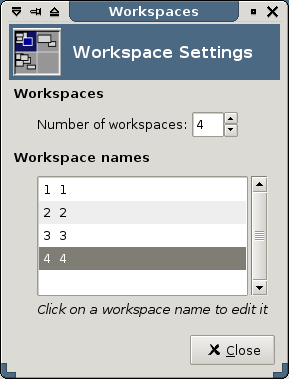 Workspaces
Workspace Settings
Workspaces
Number of workspaces: 4
Workspace names
1 1
2 2
3 3
4 4
Click on a workspace name to edit it
Close